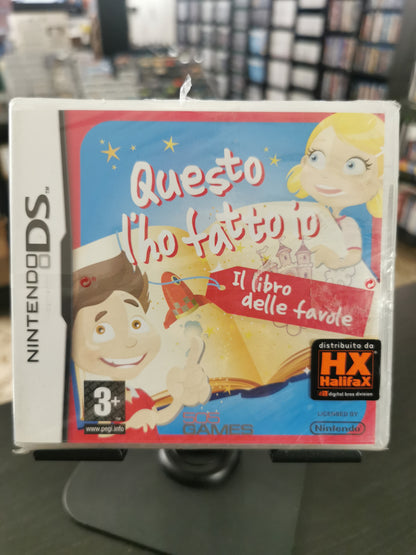 NINTENDO DS™
Questo
l'ho fatto io
Il libro
delle favole
distribuito da
HX
HalifaX
digital bros division
3+
www.pegi.info
505
GAMES
LICENSED BY
Nintendo